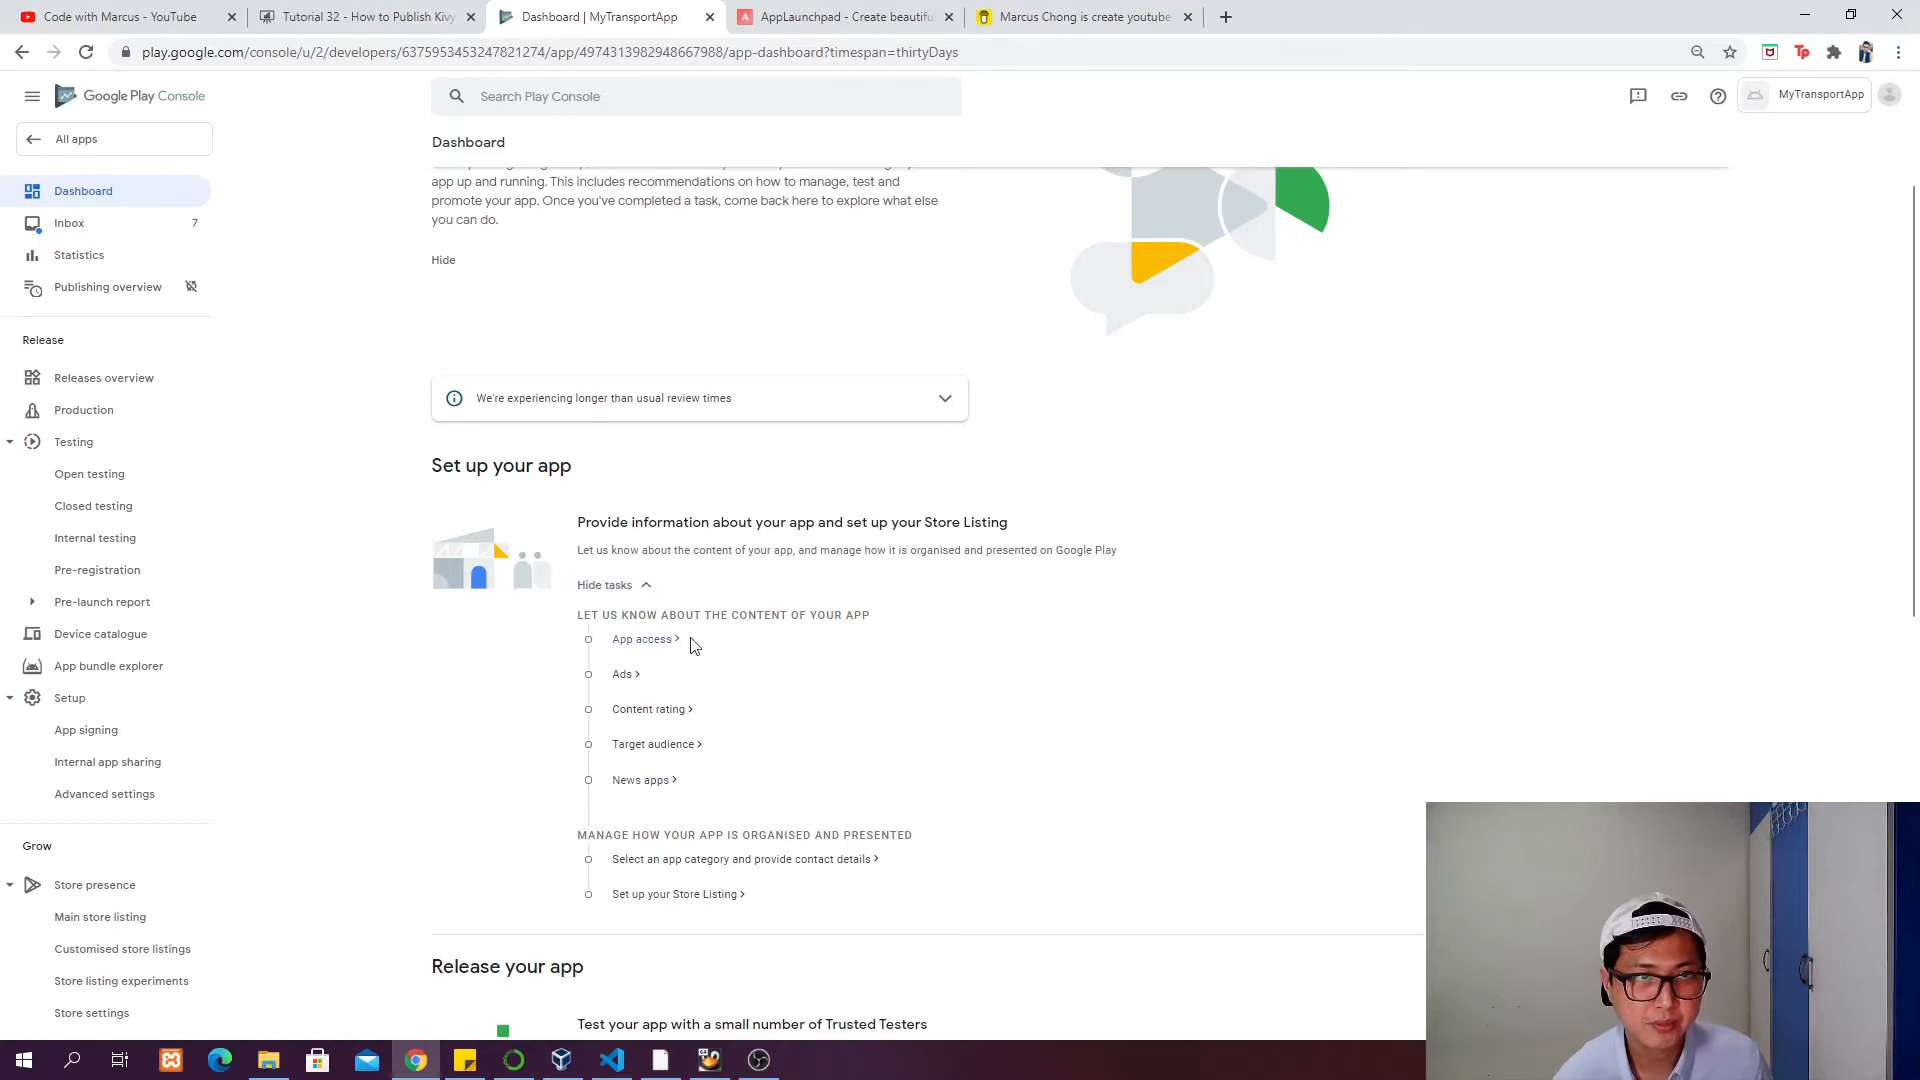 Code with Marcus - YouTube
Tutorial 32 - How to Publish Kivy
Dashboard | MyTransportApp
AppLaunchpad - Create beautiful
Marcus Chong is create youtube
play.google.com/console/u/2/developers/6375953453247821274/app/4974313982948667988/app-dashboard?timespan=thirtyDays
Google Play Console
Search Play Console
MyTransportApp
All apps
Dashboard
Inbox
7
Statistics
Publishing overview
Release
Releases overview
Production
Testing
Open testing
Closed testing
Internal testing
Pre-registration
Pre-launch report
Device catalogue
App bundle explorer
Setup
App signing
Internal app sharing
Advanced settings
Grow
Store presence
Main store listing
Customised store listings
Store listing experiments
Store settings
Dashboard
app up and running. This includes recommendations on how to manage, test and
promote your app. Once you've completed a task, come back here to explore what else
you can do.
Hide
We're experiencing longer than usual review times
Set up your app
Provide information about your app and set up your Store Listing
Let us know about the content of your app, and manage how it is organised and presented on Google Play
Hide tasks
LET US KNOW ABOUT THE CONTENT OF YOUR APP
App access
Ads
Content rating
Target audience
News apps
MANAGE HOW YOUR APP IS ORGANISED AND PRESENTED
Select an app category and provide contact details
Set up your Store Listing
Release your app
Test your app with a small number of Trusted Testers